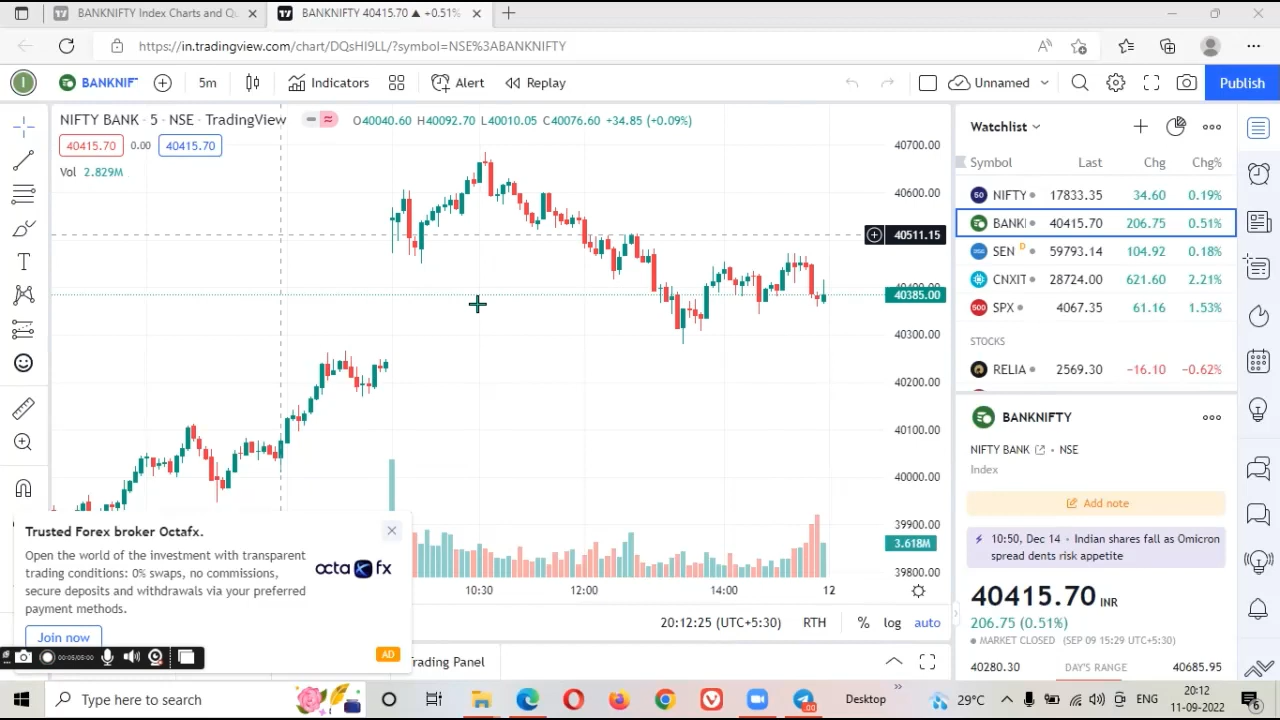 BANKNIFTY Index Charts and Qu
BANKNIFTY 40415.70 ▲ +0.51%
https://in.tradingview.com/chart/DQsHI9LL/?symbol=NSE%3ABANKNIFTY
I
BANKNIF
5m
Indicators
Alert
Replay
Unnamed
Publish
NIFTY BANK · 5 · NSE · TradingView
O40040.60 H40092.70 L40010.05 C40076.60 +34.85 (+0.09%)
40415.70 0.00 40415.70
Vol 2.829M
40700.00
40600.00
40511.15
40385.00
40300.00
40200.00
40100.00
40000.00
39900.00
3.618M
39800.00
10:30 12:00 14:00 12
20:12:25 (UTC+5:30) RTH % log auto
Trading Panel
Trusted Forex broker Octafx.
Open the world of the investment with transparent
trading conditions: 0% swaps, no commissions,
secure deposits and withdrawals via your preferred
payment methods.
octa fx
Join now
AD
00:05/05:00
Watchlist
Symbol Last Chg Chg%
50 NIFTY 17833.35 34.60 0.19%
BANKI 40415.70 206.75 0.51%
SEN D 59793.14 104.92 0.18%
CNXIT 28724.00 621.60 2.21%
500 SPX 4067.35 61.16 1.53%
STOCKS
RELIA 2569.30 −16.10 −0.62%
BANKNIFTY
NIFTY BANK · NSE
Index
Add note
10:50, Dec 14 · Indian shares fall as Omicron
spread dents risk appetite
40415.70 INR
206.75 (0.51%)
MARKET CLOSED (SEP 09 15:29 UTC+5:30)
40280.30 DAY'S RANGE 40685.95
Type here to search
Desktop
29°C
ENG
20:12
11-09-2022
6